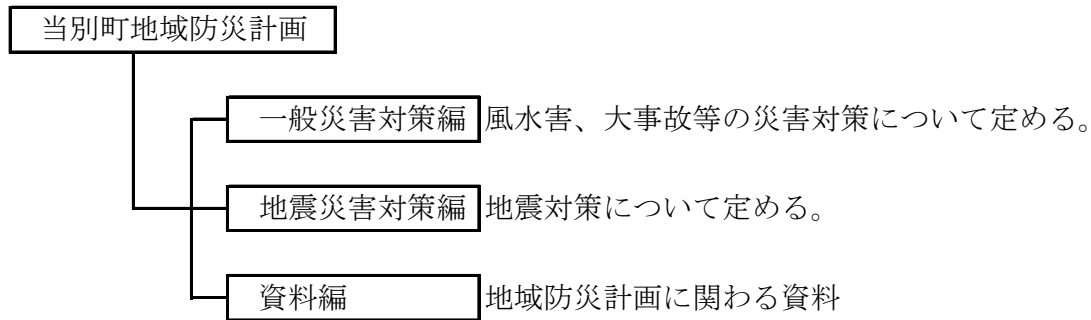 当別町地域防災計画
一般災害対策編 風水害、大事故等の災害対策について定める。
地震災害対策編 地震対策について定める。
資料編 地域防災計画に関わる資料